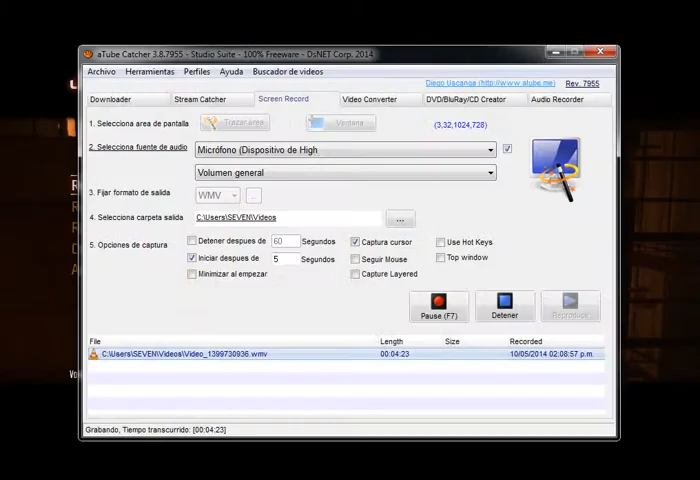 aTube Catcher 3.8.7955 - Studio Suite - 100% Freeware - DsNET Corp. 2014
Archivo Herramientas Perfiles Ayuda Buscador de videos
Diego Uscanga (http://www.atube.me) Rev. 7955
Downloader Stream Catcher Screen Record Video Converter DVD/BluRay/CD Creator Audio Recorder
1. Selecciona area de pantalla Trazar area Ventana (3,32,1024,728)
2. Selecciona fuente de audio Micrófono (Dispositivo de High
Volumen general
3. Fijar formato de salida WMV ...
4. Selecciona carpeta salida C:\Users\SEVEN\Videos ...
5. Opciones de captura Detener despues de 60 Segundos Captura cursor Use Hot Keys
Iniciar despues de 5 Segundos Seguir Mouse Top window
Minimizar al empezar Capture Layered
Pause (F7) Detener Reproducir
File Length Size Recorded
C:\Users\SEVEN\Videos\Video_1399730936.wmv 00:04:23 10/05/2014 02:08:57 p.m.
Grabando, Tiempo transcurrido: [00:04:23]